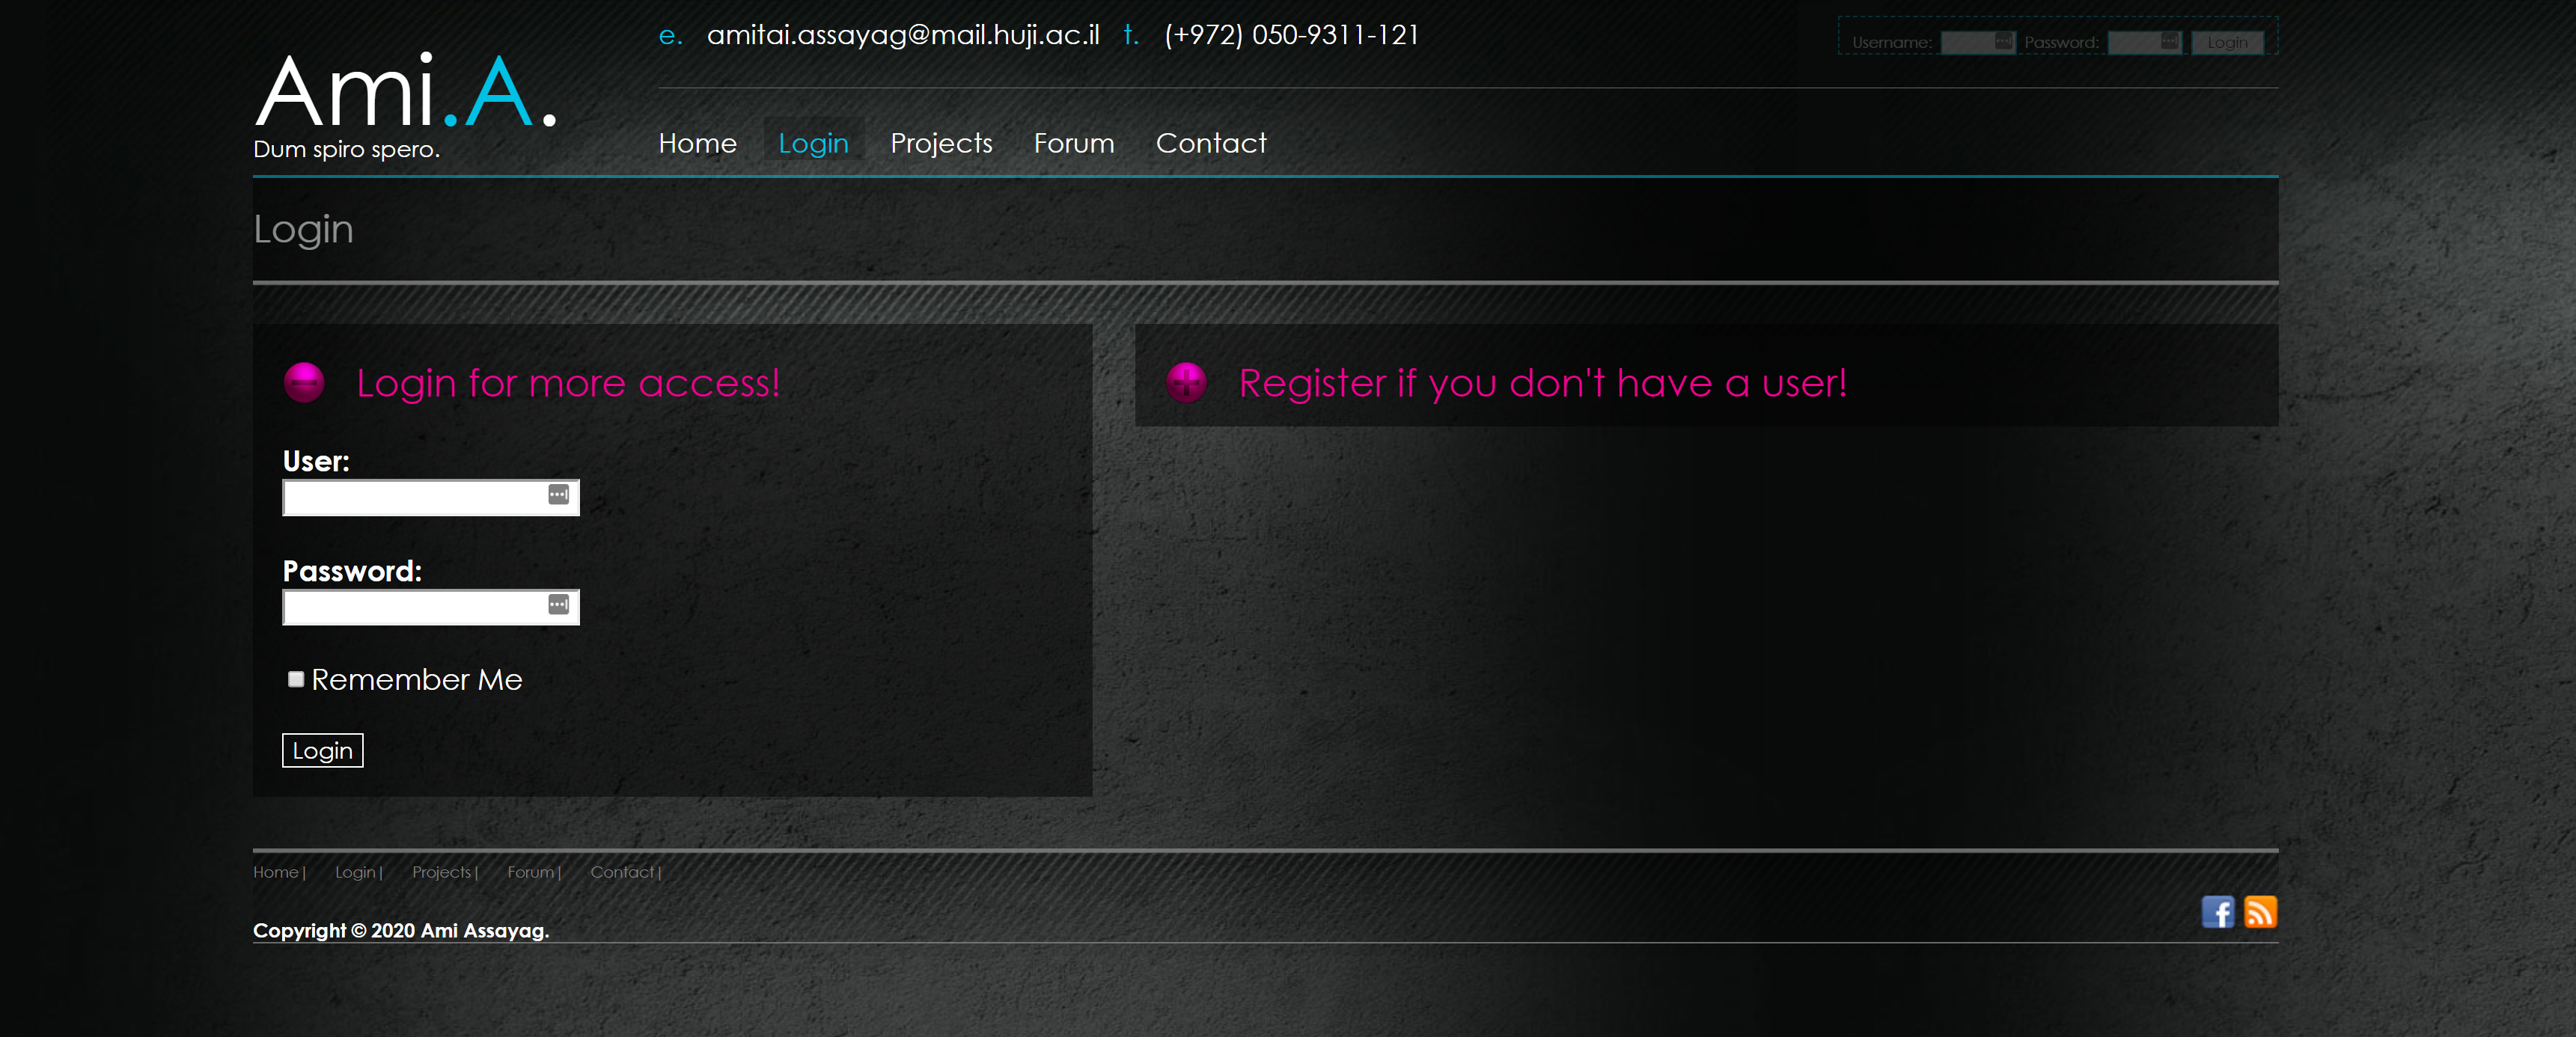 e. amitai.assayag@mail.huji.ac.il t. (+972) 050-9311-121
Username: Password: Login
Ami.A.
Dum spiro spero.
Home Login Projects Forum Contact
Login
Login for more access!
Register if you don't have a user!
User:
Password:
Remember Me
Login
Home| Login| Projects| Forum| Contact|
Copyright © 2020 Ami Assayag.